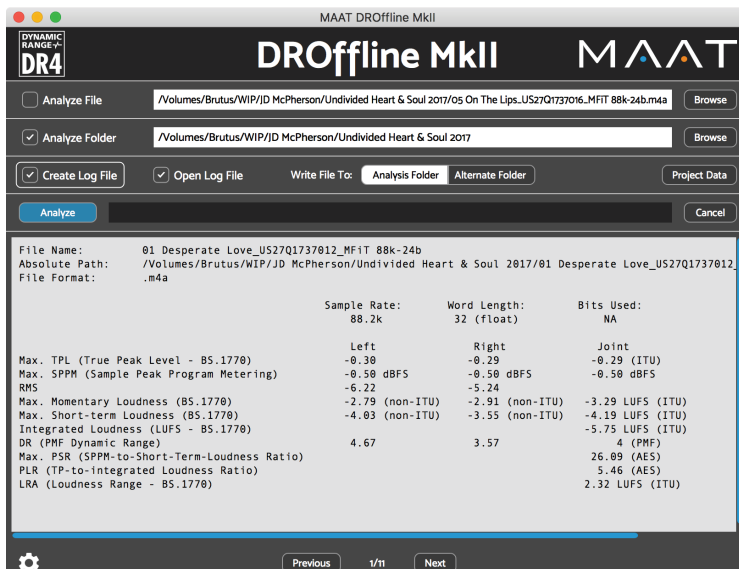 MAAT DROffline MkII
DYNAMIC
RANGE
DR4
DROffline MkII
MAAT
Analyze File
/Volumes/Brutus/WIP/JD McPherson/Undivided Heart & Soul 2017/05 On The Lips_US27Q1737016_MFiT 88k-24b.m4a
Browse
Analyze Folder
/Volumes/Brutus/WIP/JD McPherson/Undivided Heart & Soul 2017
Browse
Create Log File
Open Log File
Write File To:
Analysis Folder
Alternate Folder
Project Data
Analyze
Cancel
File Name: 01 Desperate Love_US27Q1737012_MFiT 88k-24b
Absolute Path: /Volumes/Brutus/WIP/JD McPherson/Undivided Heart & Soul 2017/01 Desperate Love_US27Q1737012_
File Format: .m4a
Sample Rate: Word Length: Bits Used:
88.2k 32 (float) NA
Left Right Joint
Max. TPL (True Peak Level - BS.1770) -0.30 -0.29 -0.29 (ITU)
Max. SPPM (Sample Peak Program Metering) -0.50 dBFS -0.50 dBFS -0.50 dBFS
RMS -6.22 -5.24
Max. Momentary Loudness (BS.1770) -2.79 (non-ITU) -2.91 (non-ITU) -3.29 LUFS (ITU)
Max. Short-term Loudness (BS.1770) -4.03 (non-ITU) -3.55 (non-ITU) -4.19 LUFS (ITU)
Integrated Loudness (LUFS - BS.1770) -5.75 LUFS (ITU)
DR (PMF Dynamic Range) 4.67 3.57 4 (PMF)
Max. PSR (SPPM-to-Short-Term-Loudness Ratio) 26.09 (AES)
PLR (TP-to-integrated Loudness Ratio) 5.46 (AES)
LRA (Loudness Range - BS.1770) 2.32 LUFS (ITU)
Previous
1/11
Next